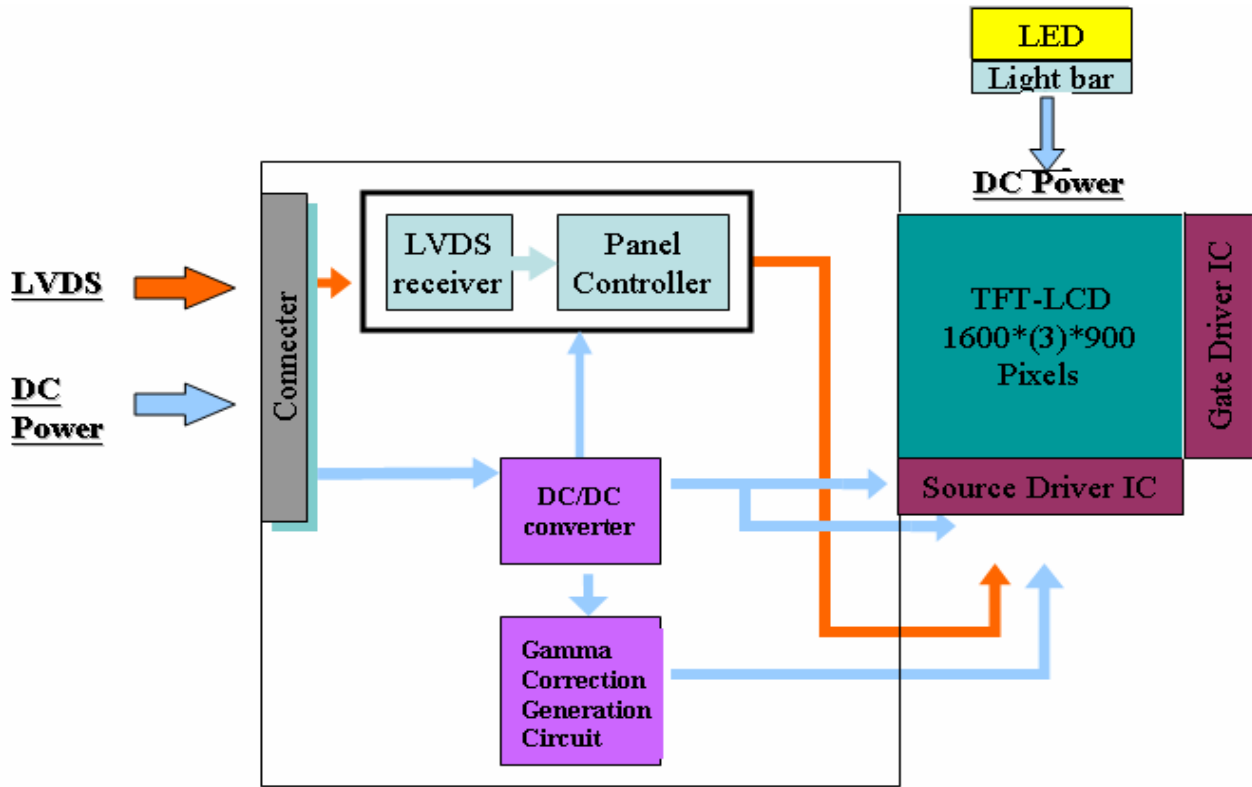 LED
Light bar
DC Power
LVDS
DC
Power
Connecter
LVDS
receiver
Panel
Controller
TFT-LCD
1600*(3)*900
Pixels
Gate Driver IC
Source Driver IC
DC/DC
converter
Gamma
Correction
Generation
Circuit